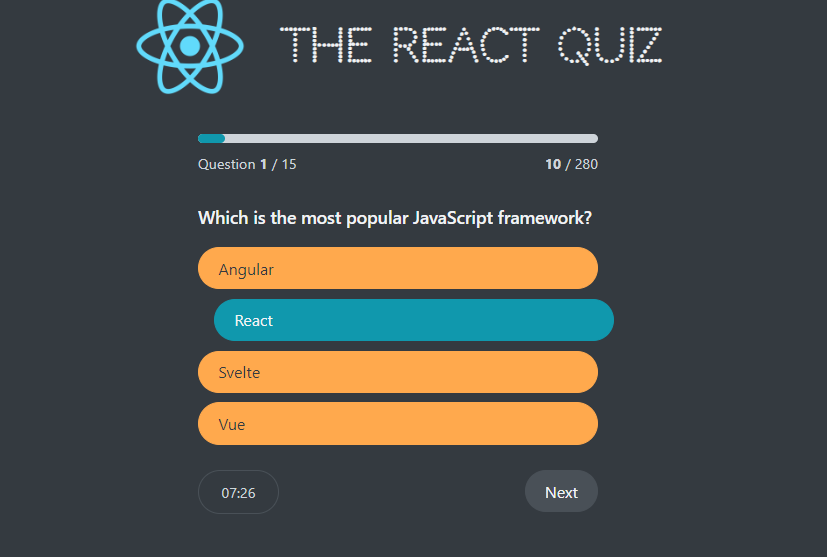 THE REACT QUIZ
Question 1 / 15
10 / 280
Which is the most popular JavaScript framework?
Angular
React
Svelte
Vue
07:26
Next